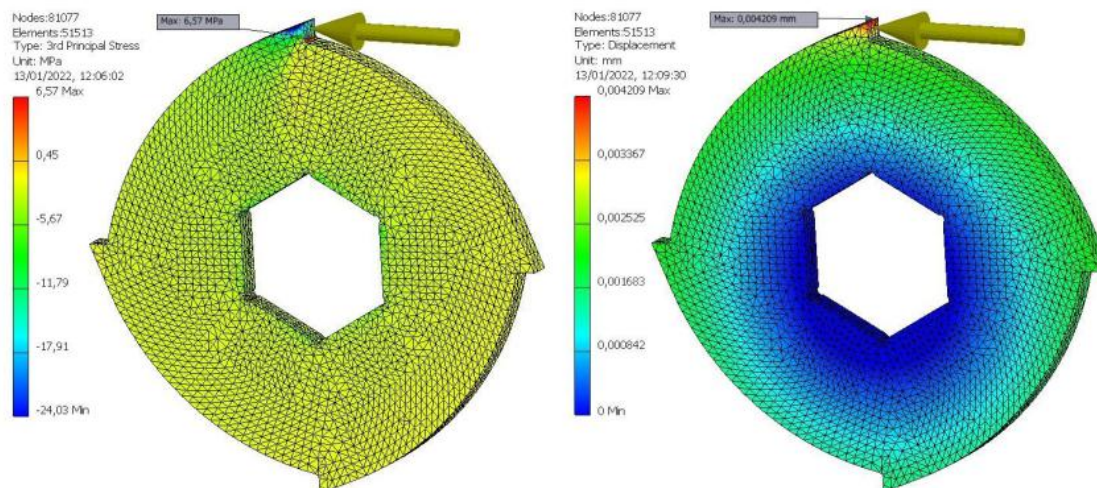 Nodes:81077
Elements:51513
Type: 3rd Principal Stress
Unit: MPa
13/01/2022, 12:06:02
6,57 Max
0,45
-5,67
-11,79
-17,91
-24,03 Min
Max: 6,57 MPa
Nodes:81077
Elements:51513
Type: Displacement
Unit: mm
13/01/2022, 12:09:30
0,004209 Max
0,003367
0,002525
0,001683
0,000842
0 Min
Max: 0,004209 mm